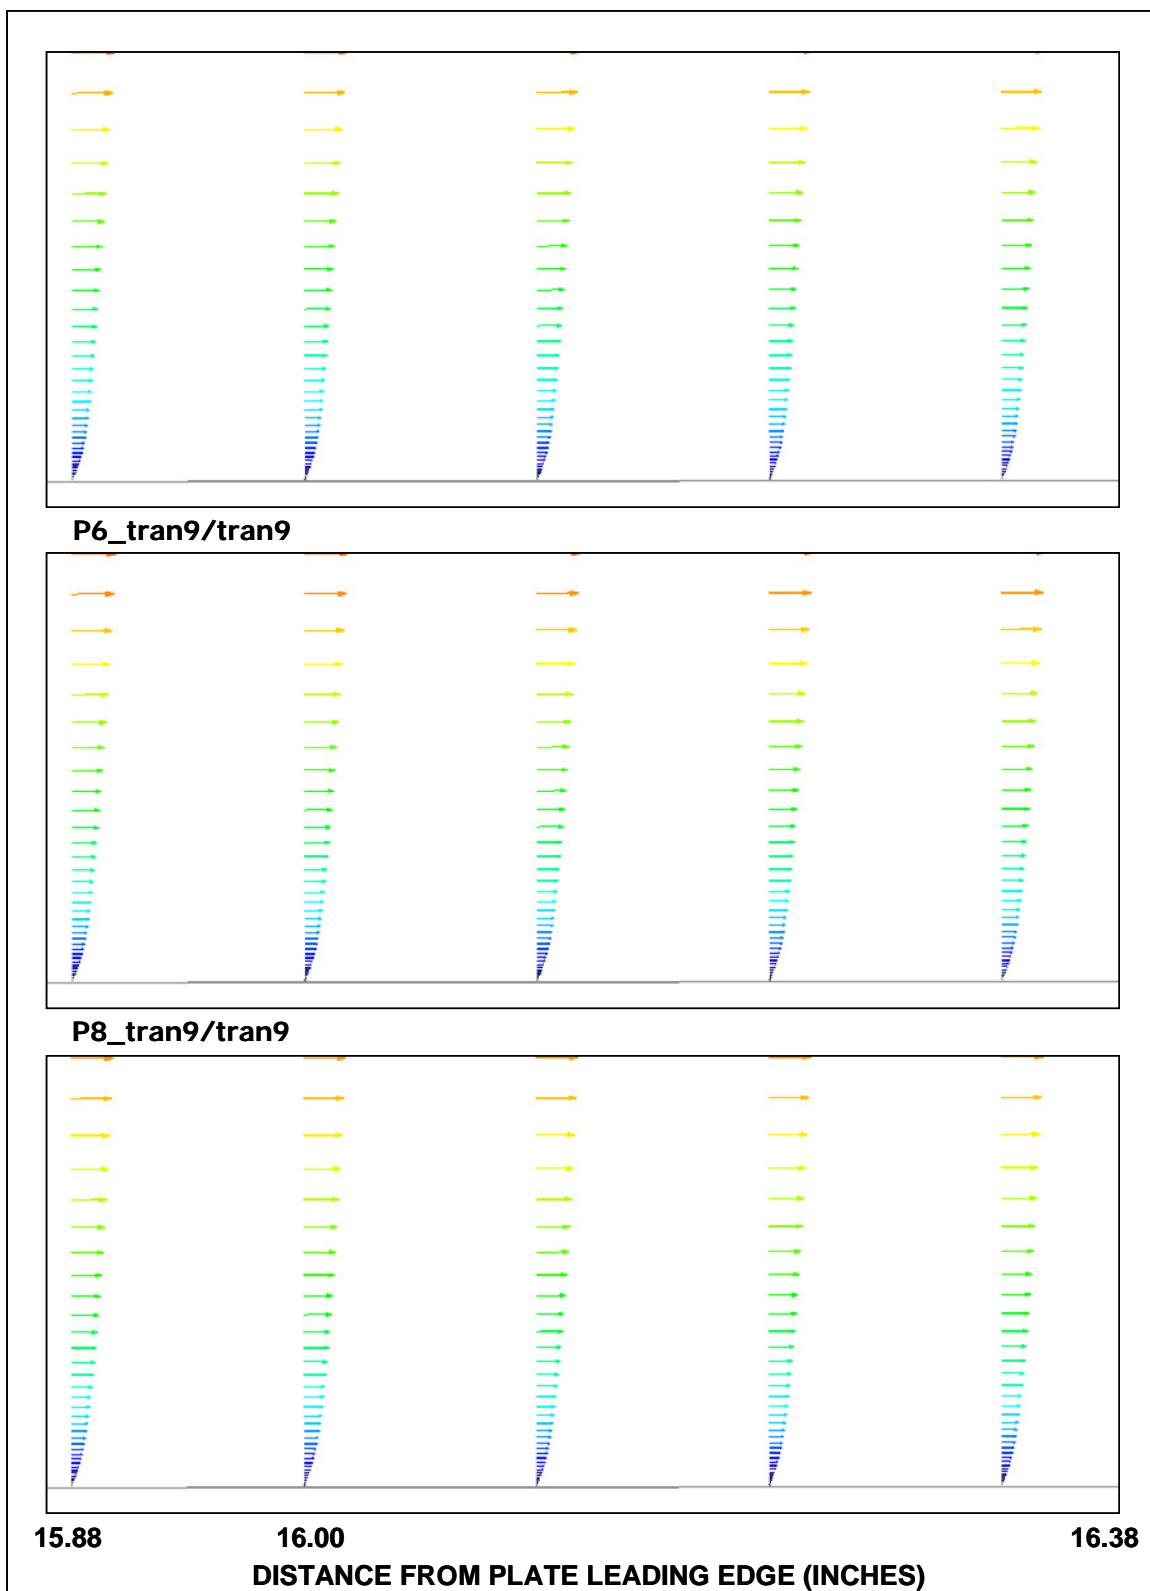 P6_tran9/tran9
P8_tran9/tran9
15.88 16.00 16.38
DISTANCE FROM PLATE LEADING EDGE (INCHES)